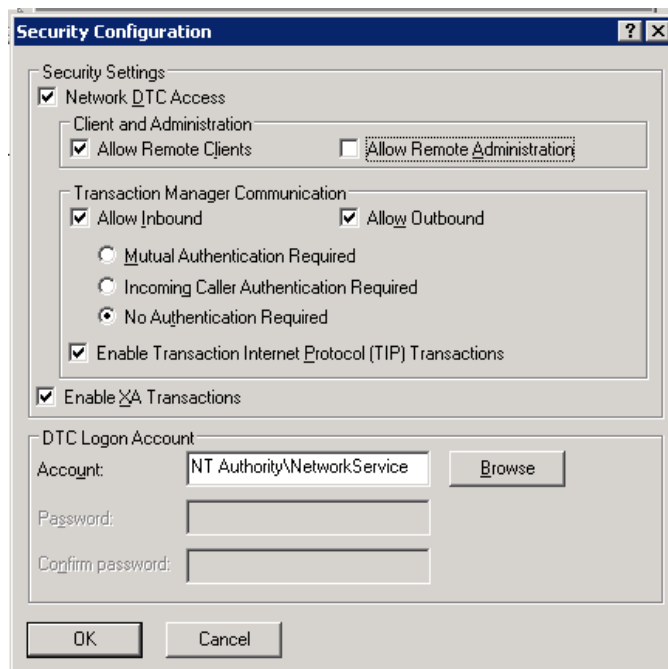 Security Configuration
Security Settings
Network DTC Access
Client and Administration
Allow Remote Clients Allow Remote Administration
Transaction Manager Communication
Allow Inbound Allow Outbound
Mutual Authentication Required
Incoming Caller Authentication Required
No Authentication Required
Enable Transaction Internet Protocol (TIP) Transactions
Enable XA Transactions
DTC Logon Account
Account: NT Authority\NetworkService Browse
Password:
Confirm password:
OK Cancel